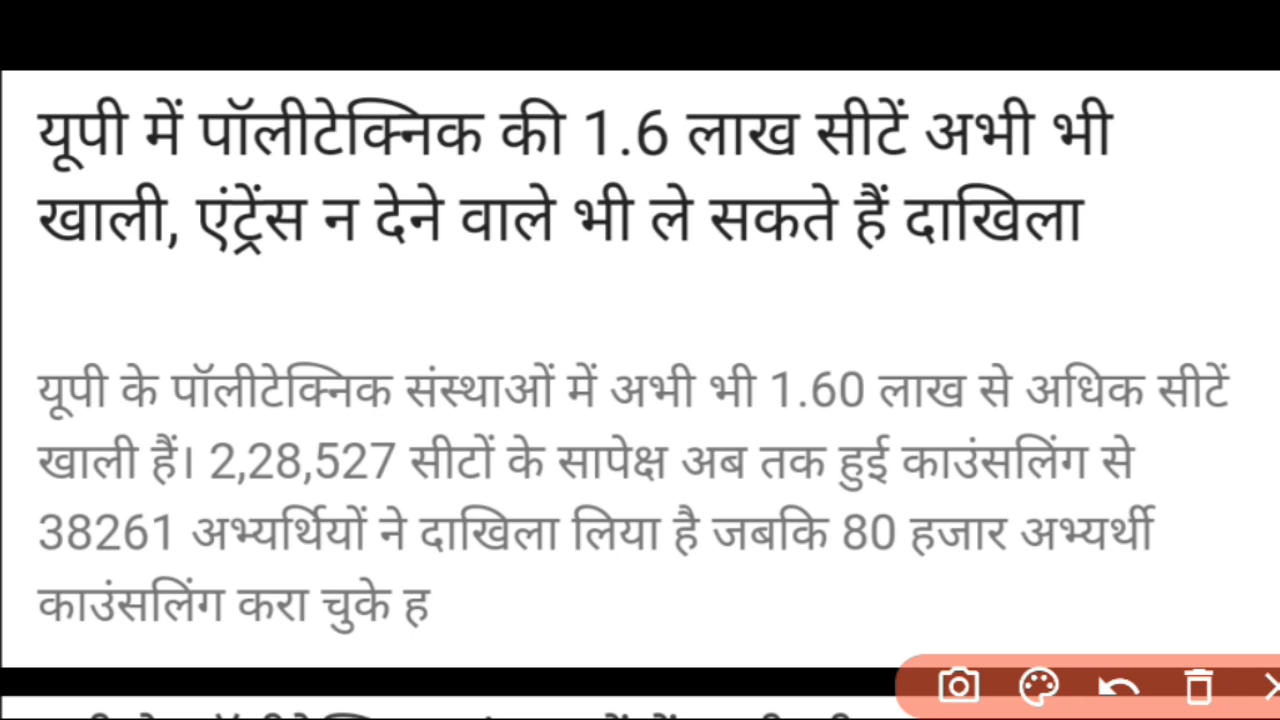 यूपी में पॉलीटेक्निक की 1.6 लाख सीटें अभी भी
खाली, एंट्रेंस न देने वाले भी ले सकते हैं दाखिला
यूपी के पॉलीटेक्निक संस्थाओं में अभी भी 1.60 लाख से अधिक सीटें
खाली हैं। 2,28,527 सीटों के सापेक्ष अब तक हुई काउंसलिंग से
38261 अभ्यर्थियों ने दाखिला लिया है जबकि 80 हजार अभ्यर्थी
काउंसलिंग करा चुके ह